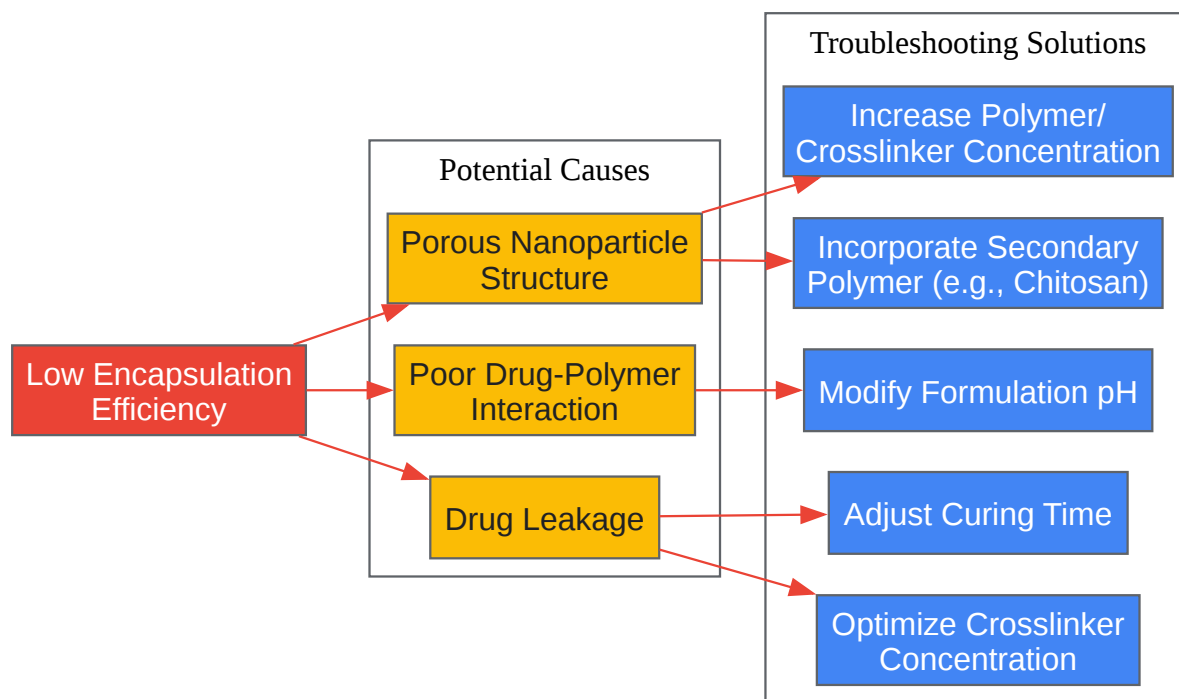 Low Encapsulation
Efficiency
Potential Causes
Porous Nanoparticle
Structure
Poor Drug-Polymer
Interaction
Drug Leakage
Troubleshooting Solutions
Increase Polymer/
Crosslinker Concentration
Incorporate Secondary
Polymer (e.g., Chitosan)
Modify Formulation pH
Adjust Curing Time
Optimize Crosslinker
Concentration